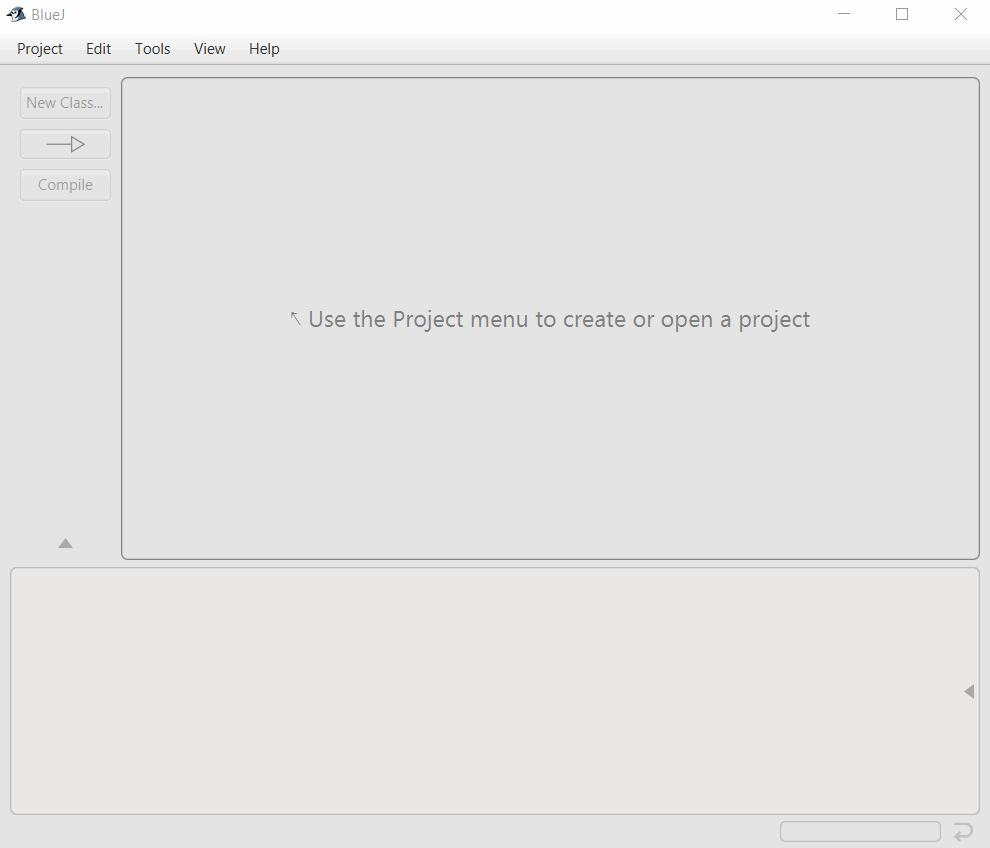 BlueJ
Project Edit Tools View Help
New Class...
Compile
Use the Project menu to create or open a project